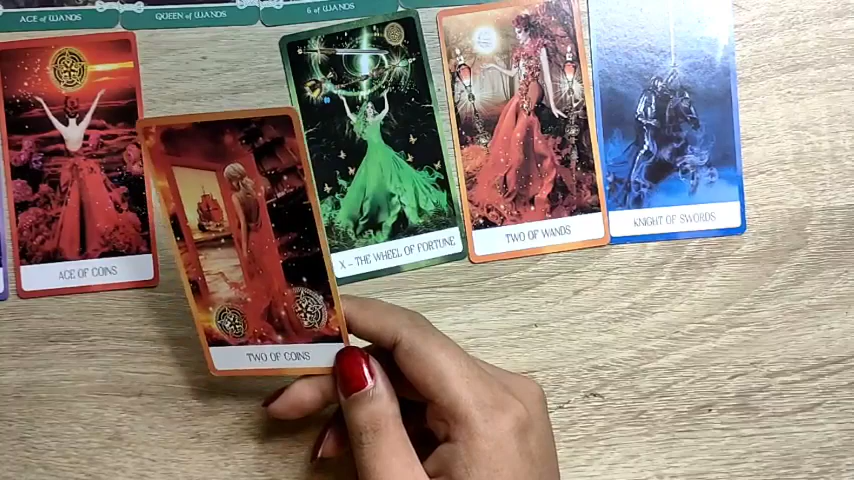 ACE OF WANDS
QUEEN OF WANDS
6 of WANDS
ACE OF COINS
TWO OF COINS
X – THE WHEEL OF FORTUNE
TWO OF WANDS
KNIGHT OF SWORDS